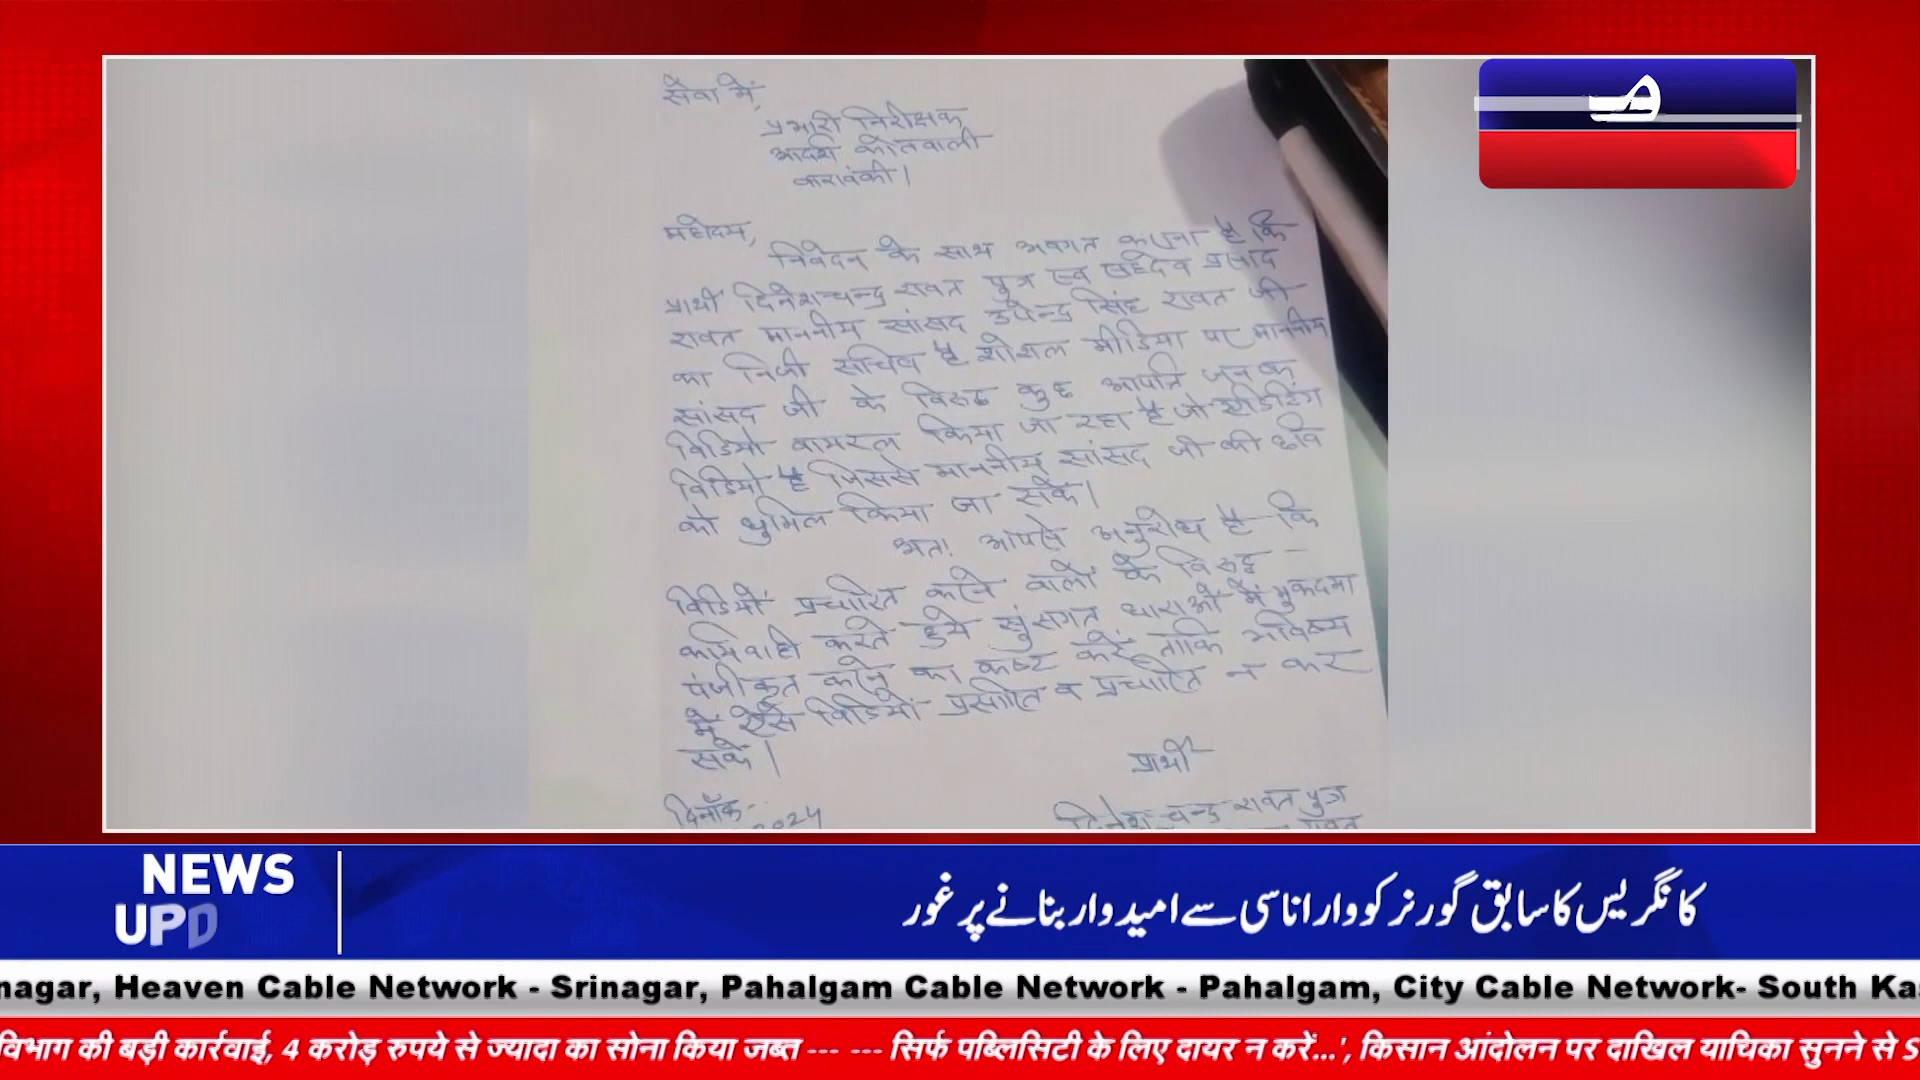 सेवा में,
प्रभारी निरीक्षक
आदर्श कोतवाली
बाराबंकी।
महोदय,
निवेदन के साथ अवगत कराना है कि
प्रार्थी दिनेशचन्द्र रावत पुत्र स्व सहदेव प्रसाद
रावत माननीय सांसद उपेन्द्र सिंह रावत जी
का निजी सचिव है शोशल मीडिया पर माननीय
सांसद जी के विरुद्ध कुछ आपत्ति जनक
विडियो वायरल किया जा रहा है जो एडिटिंग
विडियो है जिससे माननीय सांसद जी की छवि
को धुमिल किया जा सके।
अतः आपसे अनुरोध है कि
विडियों प्रचारित करने वालों के विरुद्ध
कार्यवाही करते हुये सुसंगत धाराओं में मुकदमा
पंजीकृत करने का कष्ट करें ताकि भविष्य
में ऐसे विडियों प्रसारित व प्रचारित न कर
सके।
प्रार्थी
दिनाँक- 2024
दिनेश चन्द्र रावत पुत्र
NEWS
UPD
کانگریس کا سابق گورنر کو وارانسی سے امیدوار بنانے پر غور
nagar, Heaven Cable Network - Srinagar, Pahalgam Cable Network - Pahalgam, City Cable Network- South Ka
विभाग की बड़ी कार्रवाई, 4 करोड़ रुपये से ज्यादा का सोना किया जब्त --- --- सिर्फ पब्लिसिटी के लिए दायर न करें...', किसान आंदोलन पर दाखिल याचिका सुनने से S